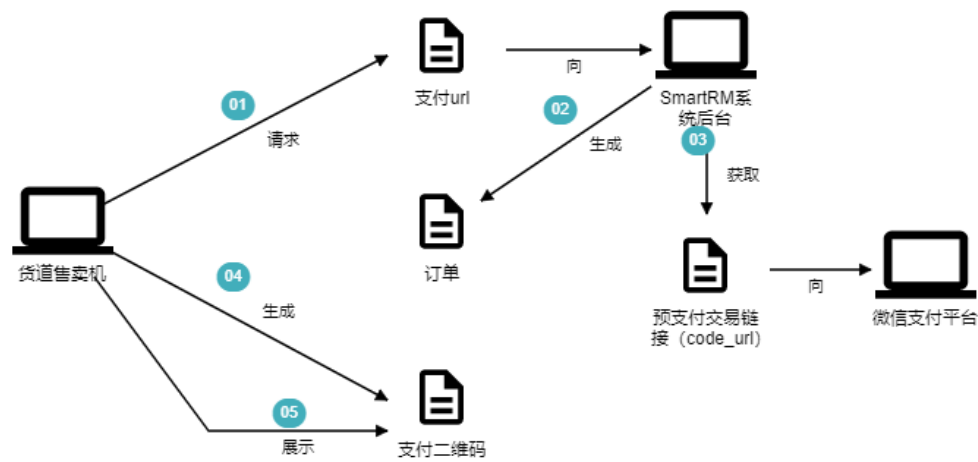 支付url
向
SmartRM系
统后台
01
请求
02
生成
03
获取
订单
货道售卖机
04
生成
预支付交易链
接（code_url）
向
微信支付平台
05
展示
支付二维码